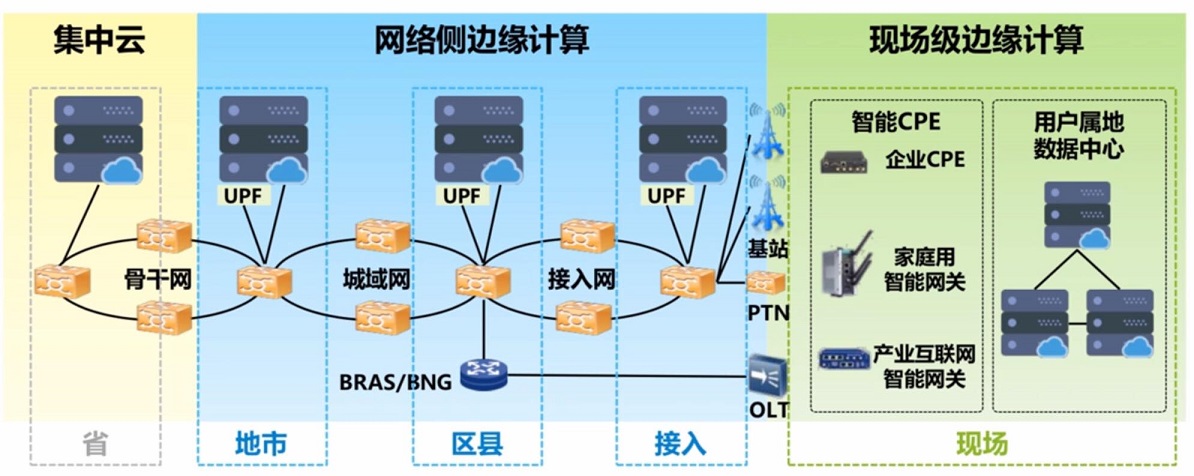 集中云
网络侧边缘计算
现场级边缘计算
智能CPE
企业CPE
用户属地
数据中心
UPF
UPF
UPF
基站
骨干网
城域网
接入网
家庭用
智能网关
PTN
产业互联网
智能网关
BRAS/BNG
OLT
省
地市
区县
接入
现场